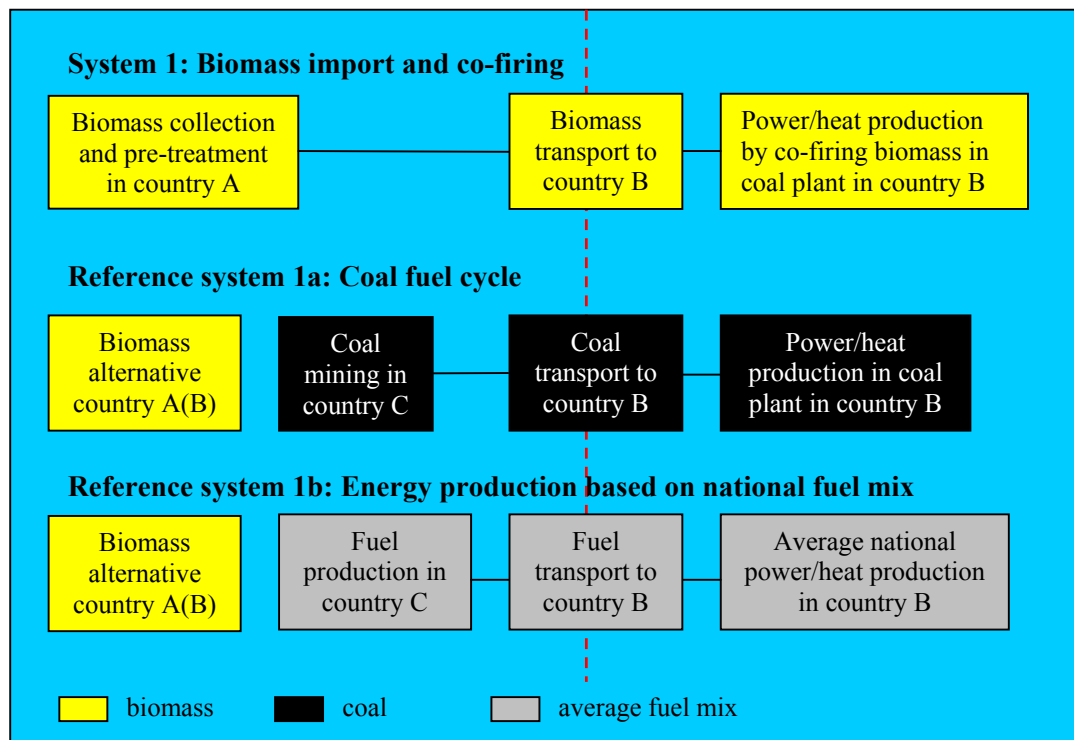 System 1: Biomass import and co-firing
Biomass collection
and pre-treatment
in country A
Biomass
transport to
country B
Power/heat production
by co-firing biomass in
coal plant in country B
Reference system 1a: Coal fuel cycle
Biomass
alternative
country A(B)
Coal
mining in
country C
Coal
transport to
country B
Power/heat
production in coal
plant in country B
Reference system 1b: Energy production based on national fuel mix
Biomass
alternative
country A(B)
Fuel
production in
country C
Fuel
transport to
country B
Average national
power/heat production
in country B
biomass
coal
average fuel mix